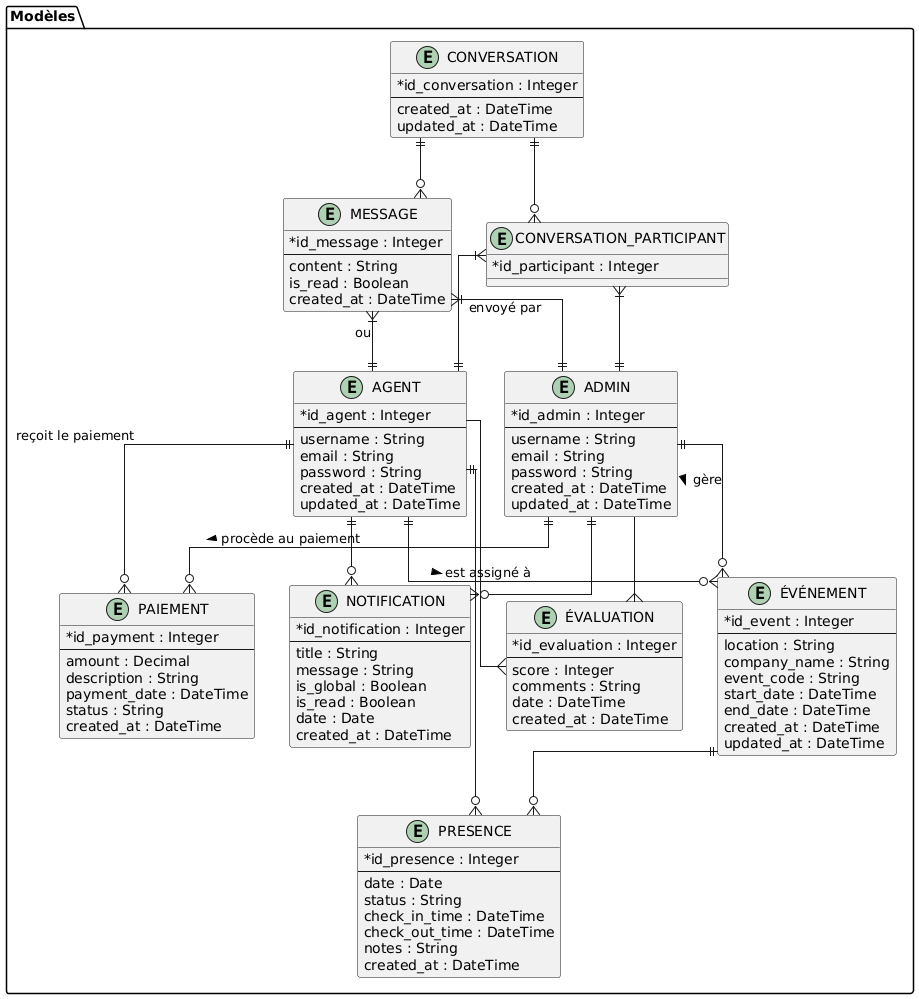 Modèles
E CONVERSATION
*id_conversation : Integer
created_at : DateTime
updated_at : DateTime
E MESSAGE
*id_message : Integer
content : String
is_read : Boolean
created_at : DateTime
E CONVERSATION_PARTICIPANT
*id_participant : Integer
envoyé par
ou
E AGENT
*id_agent : Integer
username : String
email : String
password : String
created_at : DateTime
updated_at : DateTime
E ADMIN
*id_admin : Integer
username : String
email : String
password : String
created_at : DateTime
updated_at : DateTime
reçoit le paiement
gère
procède au paiement
est assigné à
E PAIEMENT
*id_payment : Integer
amount : Decimal
description : String
payment_date : DateTime
status : String
created_at : DateTime
E NOTIFICATION
*id_notification : Integer
title : String
message : String
is_global : Boolean
is_read : Boolean
date : Date
created_at : DateTime
E ÉVALUATION
*id_evaluation : Integer
score : Integer
comments : String
date : DateTime
created_at : DateTime
E ÉVÉNEMENT
*id_event : Integer
location : String
company_name : String
event_code : String
start_date : DateTime
end_date : DateTime
created_at : DateTime
updated_at : DateTime
E PRESENCE
*id_presence : Integer
date : Date
status : String
check_in_time : DateTime
check_out_time : DateTime
notes : String
created_at : DateTime